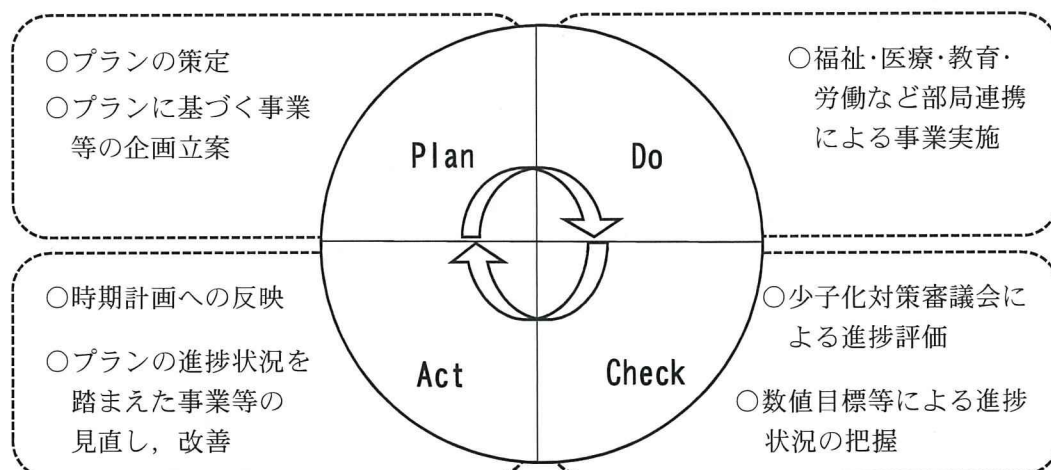 ○プランの策定
○プランに基づく事業
等の企画立案
Plan
○福祉・医療・教育・
労働など部局連携
による事業実施
Do
○時期計画への反映
○プランの進捗状況を
踏まえた事業等の
見直し，改善
Act
○少子化対策審議会に
よる進捗評価
○数値目標等による進捗
状況の把握
Check